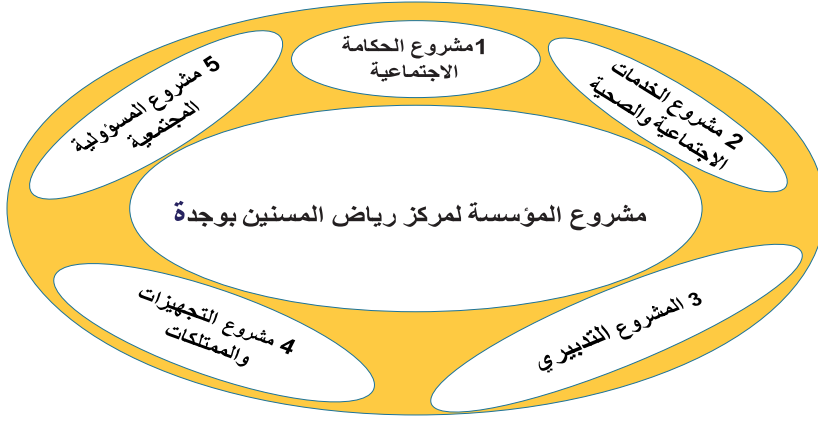 1مشروع الحكامة
الاجتماعية
2 مشروع الخدمات
الاجتماعية والصحية
3 المشروع التدبيري
4 مشروع التجهيزات
والممتلكات
5 مشروع المسؤولية
المجتمعية
مشروع المؤسسة لمركز رياض المسنين بوجدة